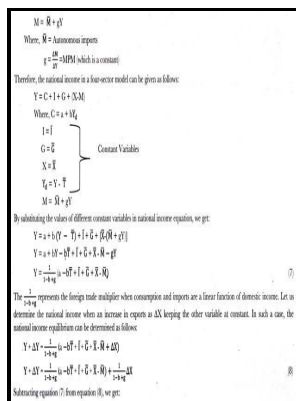 M = M̄ + gY
Where, M̄ = Autonomous imports
g = ΔM/ΔY = MPM (which is a constant)
Therefore, the national income in a four-sector model can be given as follows:
Y = C + I + G + (X-M)
Where, C = a + bY_d
I = Ī
G = Ḡ
X = X̄
Constant Variables
Y_d = Y - T̄
M = M̄ + gY
By substituting the values of different constant variables in national income equation, we get:
Y = a + b (Y − T̄) + Ī + Ḡ + [X̄-(M̄ + gY)]
Y = a + bY - bT̄ + Ī + Ḡ + X̄ - M̄ − gY
Y = 1/1−b+g (a −bT̄ + Ī + Ḡ + X̄ - M̄) (7)
The 1/1−b+g represents the foreign trade multiplier when consumption and imports are a linear function of domestic income. Let us
determine the national income when an increase in exports as ΔX keeping the other variable at constant. In such a case, the
national income equilibrium can be determined as follows:
Y + ΔY = 1/1−b+g (a −bT̄ + Ī + Ḡ + X̄ - M̄ + ΔX)
Y + ΔY = 1/1−b+g (a −bT̄ + Ī + Ḡ + X̄ - M̄) + 1/1−b+g ΔX (8)
Subtracting equation (7) from equation (8), we get: